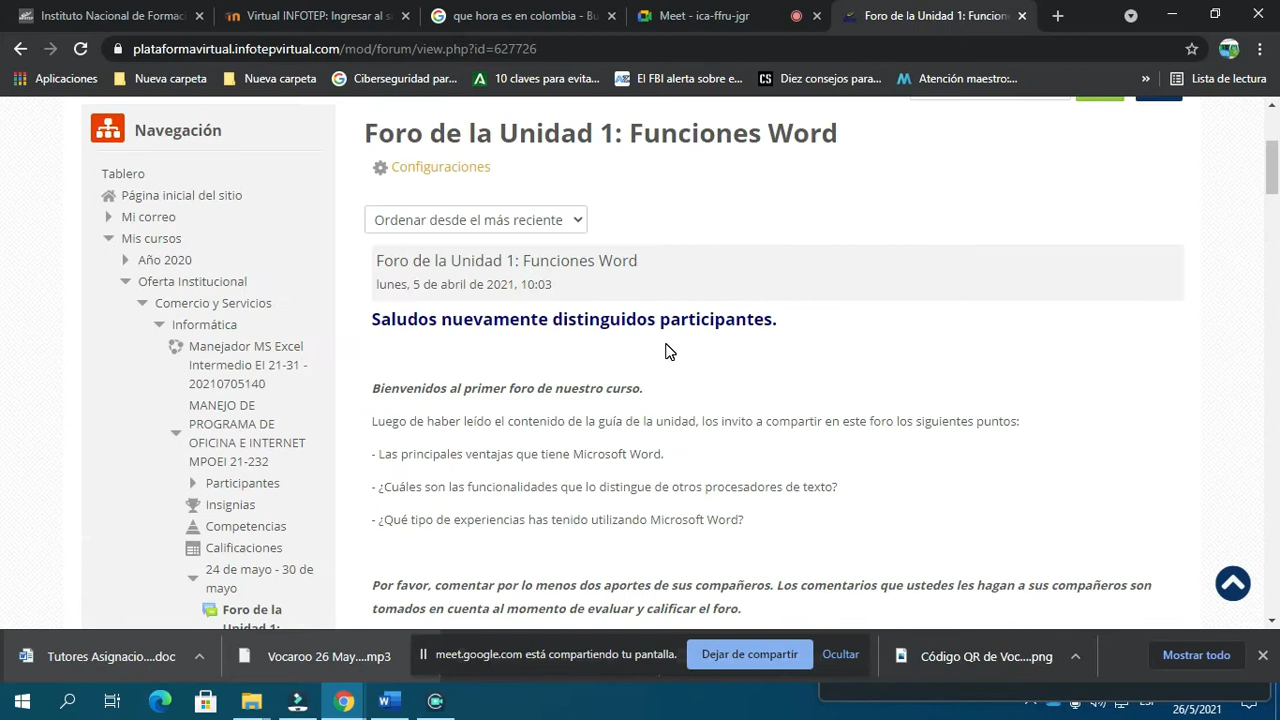 Instituto Nacional de Formac
Virtual INFOTEP: Ingresar al s
que hora es en colombia - Bu
Meet - ica-ffru-jgr
Foro de la Unidad 1: Funcion
plataformavirtual.infotepvirtual.com/mod/forum/view.php?id=627726
Aplicaciones
Nueva carpeta
Nueva carpeta
Ciberseguridad par...
10 claves para evita...
El FBI alerta sobre e...
Diez consejos para...
Atención maestro:...
»
Lista de lectura
Navegación
Tablero
Página inicial del sitio
Mi correo
Mis cursos
Año 2020
Oferta Institucional
Comercio y Servicios
Informática
Manejador MS Excel
Intermedio EI 21-31 -
20210705140
MANEJO DE
PROGRAMA DE
OFICINA E INTERNET
MPOEI 21-232
Participantes
Insignias
Competencias
Calificaciones
24 de mayo - 30 de
mayo
Foro de la
Unidad 1:
Foro de la Unidad 1: Funciones Word
Configuraciones
Ordenar desde el más reciente
Foro de la Unidad 1: Funciones Word
lunes, 5 de abril de 2021, 10:03
Saludos nuevamente distinguidos participantes.
Bienvenidos al primer foro de nuestro curso.
Luego de haber leído el contenido de la guía de la unidad, los invito a compartir en este foro los siguientes puntos:
- Las principales ventajas que tiene Microsoft Word.
- ¿Cuáles son las funcionalidades que lo distingue de otros procesadores de texto?
- ¿Qué tipo de experiencias has tenido utilizando Microsoft Word?
Por favor, comentar por lo menos dos aportes de sus compañeros. Los comentarios que ustedes les hagan a sus compañeros son
tomados en cuenta al momento de evaluar y calificar el foro.
Tutores Asignacio....doc
Vocaroo 26 May....mp3
meet.google.com está compartiendo tu pantalla.
Dejar de compartir
Ocultar
Código QR de Voc....png
Mostrar todo
26/5/2021